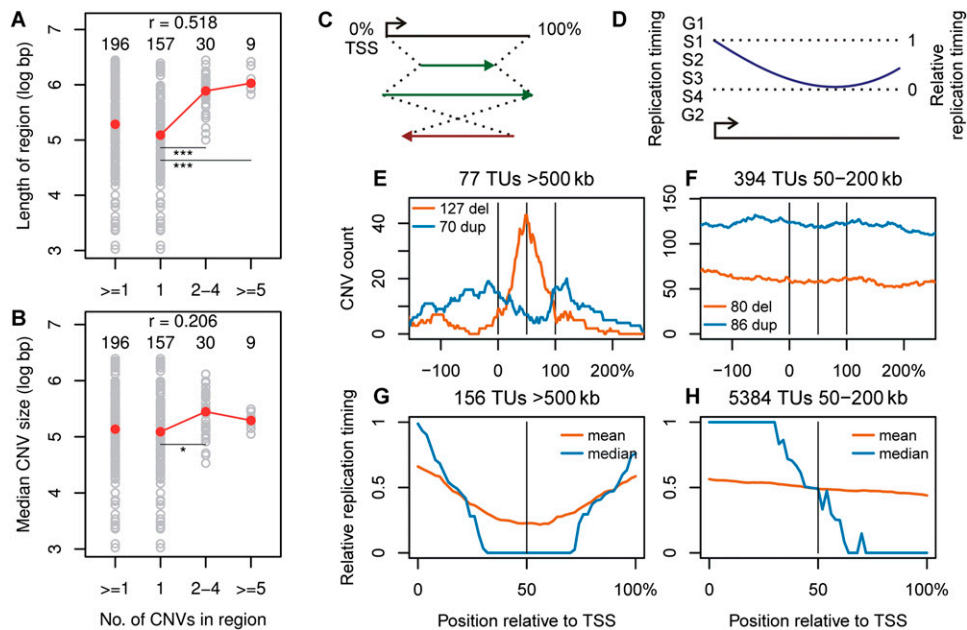 A
r = 0.518
196 157 30 9
7
6
5
4
3
Length of region (log bp)
***
***
>=1 1 2−4 >=5
B
r = 0.206
196 157 30 9
7
6
5
4
3
Median CNV size (log bp)
*
>=1 1 2−4 >=5
No. of CNVs in region
C
0% 100%
TSS
D
Replication timing
G1
S1
S2
S3
S4
G2
1
0
Relative
replication timing
E
77 TUs >500 kb
127 del
70 dup
CNV count
40
20
0
−100 0 100 200%
F
394 TUs 50−200 kb
150
100
50
0
80 del
86 dup
−100 0 100 200%
G
156 TUs >500 kb
mean
median
Relative replication timing
1
0.5
0
0 50 100%
Position relative to TSS
H
5384 TUs 50−200 kb
mean
median
1
0.5
0
0 50 100%
Position relative to TSS